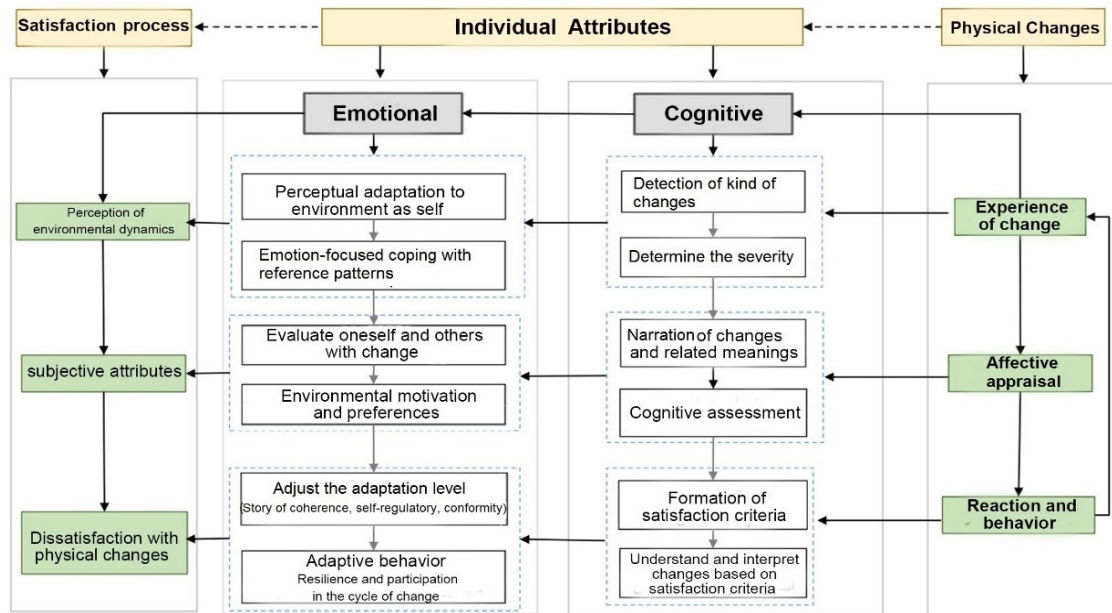 Satisfaction process
Individual Attributes
Physical Changes
Emotional
Cognitive
Perceptual adaptation to
environment as self
Emotion-focused coping with
reference patterns
Detection of kind of
changes
Determine the severity
Perception of
environmental dynamics
Experience
of change
Evaluate oneself and others
with change
Environmental motivation
and preferences
Narration of changes
and related meanings
Cognitive assessment
subjective attributes
Affective
appraisal
Adjust the adaptation level
(Story of coherence, self-regulatory, conformity)
Adaptive behavior
Resilience and participation
in the cycle of change
Formation of
satisfaction criteria
Understand and interpret
changes based on
satisfaction criteria
Dissatisfaction with
physical changes
Reaction and
behavior